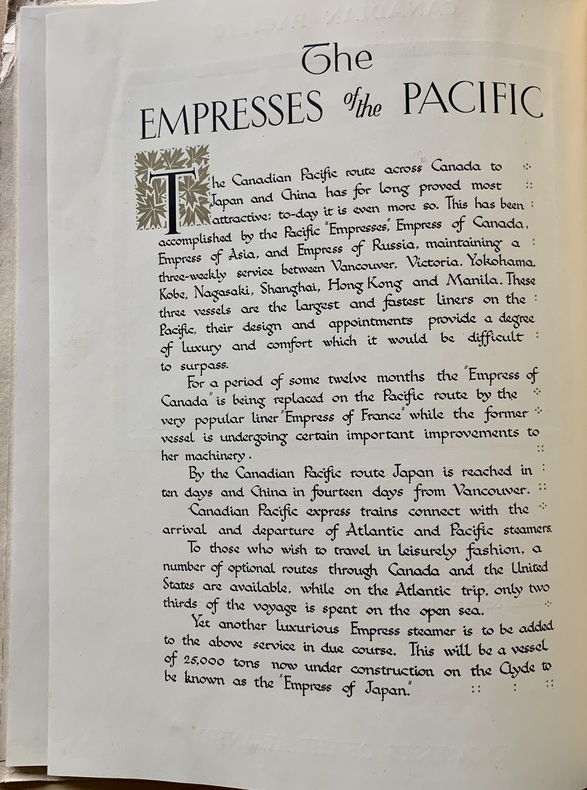 The
EMPRESSES of the PACIFIC
The Canadian Pacific route across Canada to
Japan and China has for long proved most
attractive; to-day it is even more so. This has been
accomplished by the Pacific "Empresses," Empress of Canada,
Empress of Asia, and Empress of Russia, maintaining a
three-weekly service between Vancouver, Victoria, Yokohama,
Kobe, Nagasaki, Shanghai, Hong Kong and Manila. These
three vessels are the largest and fastest liners on the
Pacific, their design and appointments provide a degree
of luxury and comfort which it would be difficult
to surpass.
For a period of some twelve months the "Empress of
Canada" is being replaced on the Pacific route by the
very popular liner "Empress of France" while the former
vessel is undergoing certain important improvements to
her machinery.
By the Canadian Pacific route Japan is reached in
ten days and China in fourteen days from Vancouver.
Canadian Pacific express trains connect with the
arrival and departure of Atlantic and Pacific steamers.
To those who wish to travel in leisurely fashion, a
number of optional routes through Canada and the United
States are available, while on the Atlantic trip, only two
thirds of the voyage is spent on the open sea.
Yet another luxurious Empress steamer is to be added
to the above service in due course. This will be a vessel
of 25,000 tons now under construction on the Clyde to
be known as the "Empress of Japan."